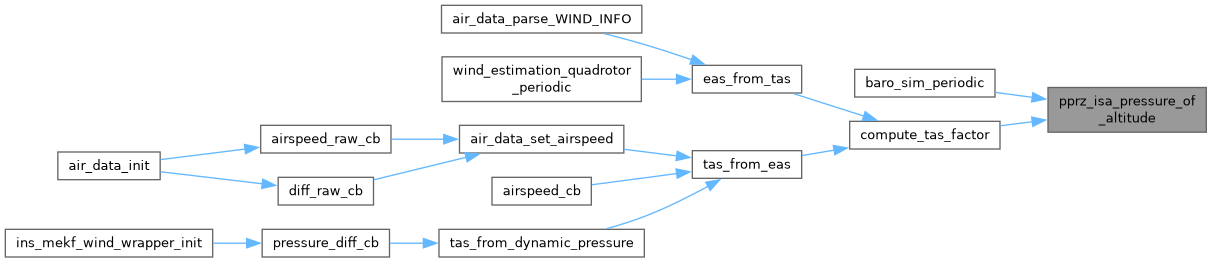 air_data_parse_WIND_INFO
wind_estimation_quadrotor
_periodic
eas_from_tas
baro_sim_periodic
pprz_isa_pressure_of
_altitude
compute_tas_factor
airspeed_raw_cb
air_data_set_airspeed
air_data_init
tas_from_eas
diff_raw_cb
airspeed_cb
ins_mekf_wind_wrapper_init
pressure_diff_cb
tas_from_dynamic_pressure